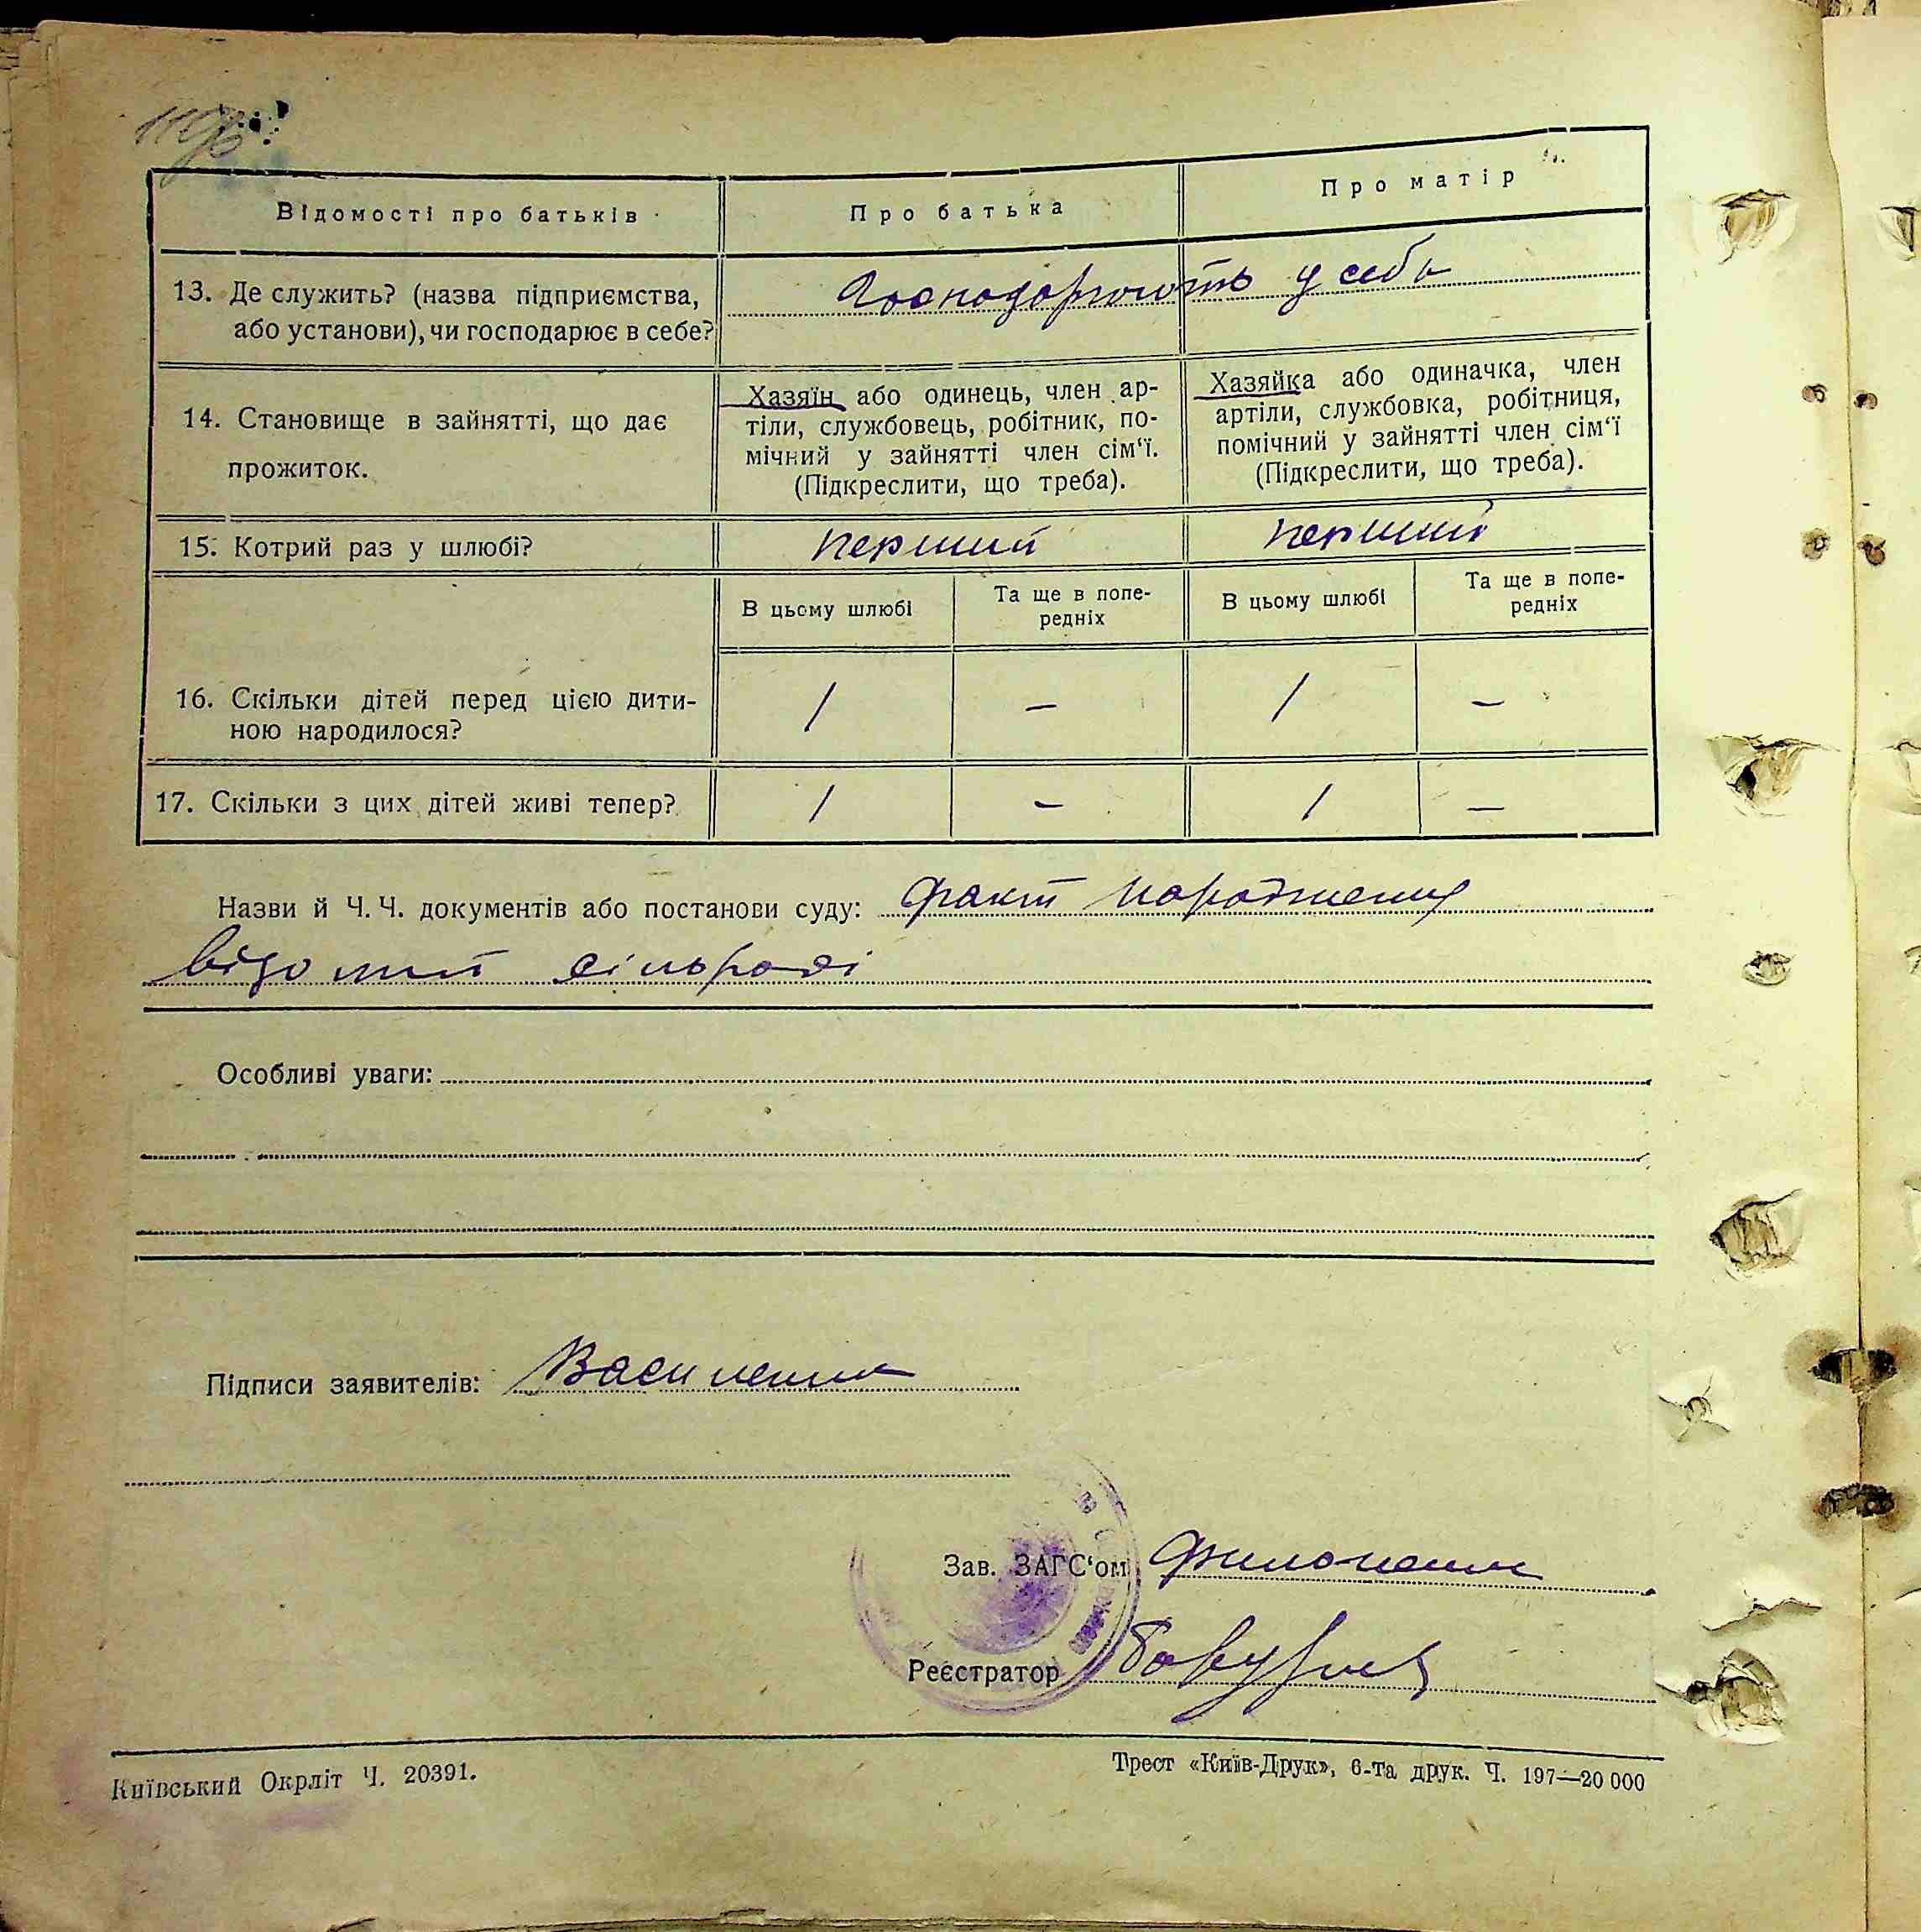 Відомості про батьків
Про батька
Про матір
13. Де служить? (назва підприємства,
або установи), чи господарює в себе?
Господарюють у себе
14. Становище в зайнятті, що дає
прожиток.
Хазяїн або одинець, член ар-
тіли, службовець, робітник, по-
мічний у зайнятті член сім'ї.
(Підкреслити, що треба).
Хазяйка або одиначка, член
артіли, службовка, робітниця,
помічний у зайнятті член сім'ї
(Підкреслити, що треба).
15. Котрий раз у шлюбі?
перший
перший
В цьому шлюбі
Та ще в попе-
редніх
В цьому шлюбі
Та ще в попе-
редніх
16. Скільки дітей перед цією дити-
ною народилося?
1 — 1 —
17. Скільки з цих дітей живі тепер?
1 — 1 —
Назви й Ч.Ч. документів або постанови суду: факт народження
відомий сільраді
Особливі уваги:
Підписи заявителів: Василенко
Зав. ЗАГС'ом Филоненко
Реєстратор
Київський Окрліт Ч. 20391.
Трест «Київ-Друк», 6-та друк. Ч. 197—20 000